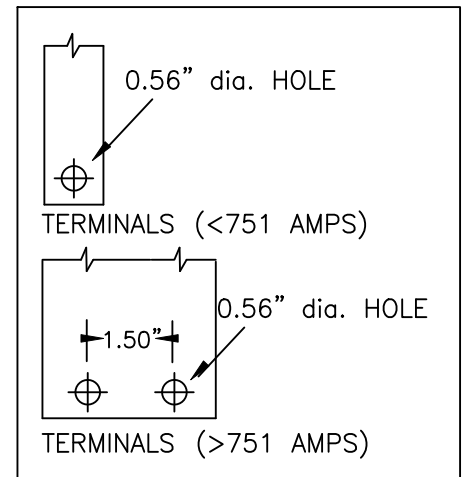 0.56” dia. HOLE
TERMINALS (<751 AMPS)
0.56” dia. HOLE
1.50”
TERMINALS (>751 AMPS)